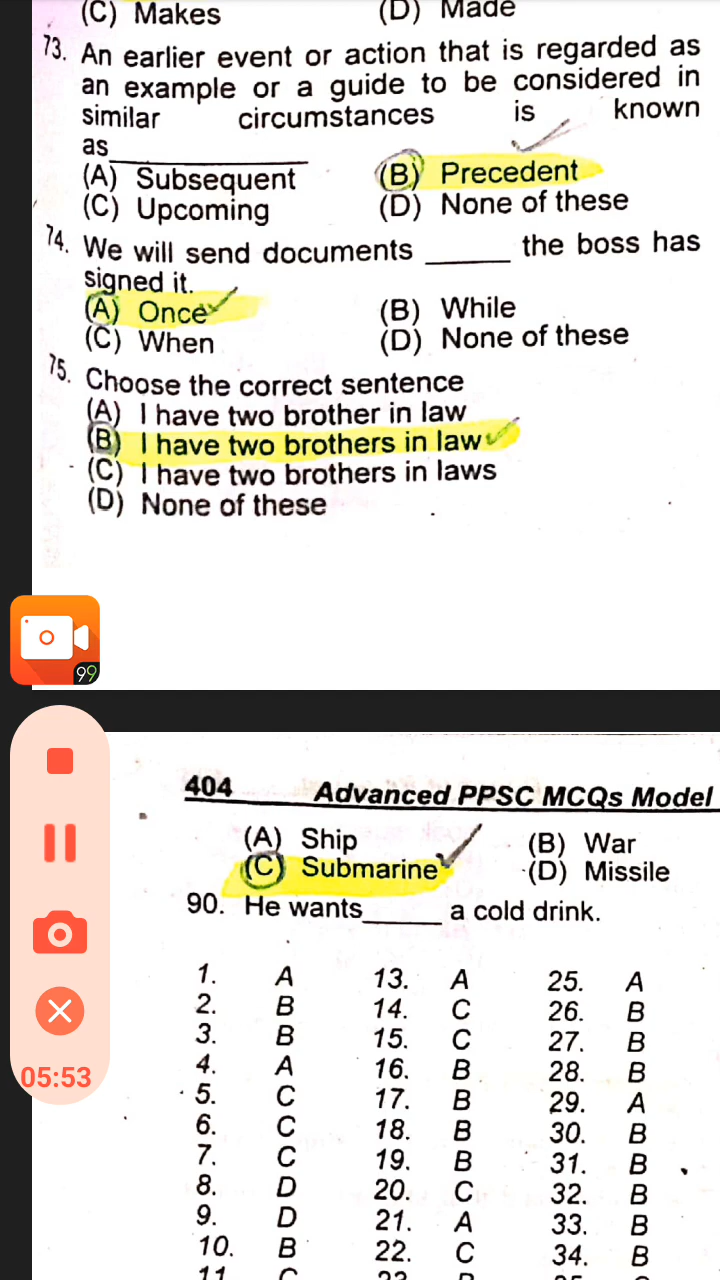 (C) Makes (D) Made
73. An earlier event or action that is regarded as
an example or a guide to be considered in
similar circumstances is known
as
(A) Subsequent (B) Precedent
(C) Upcoming (D) None of these
74. We will send documents ______ the boss has
signed it.
(A) Once (B) While
(C) When (D) None of these
75. Choose the correct sentence
(A) I have two brother in law
(B) I have two brothers in law
(C) I have two brothers in laws
(D) None of these
99
404 Advanced PPSC MCQs Model
(A) Ship (B) War
(C) Submarine (D) Missile
90. He wants______ a cold drink.
1. A 13. A 25. A
2. B 14. C 26. B
3. B 15. C 27. B
4. A 16. B 28. B
5. C 17. B 29. A
6. C 18. B 30. B
7. C 19. B 31. B
8. D 20. C 32. B
9. D 21. A 33. B
10. B 22. C 34. B
11
05:53